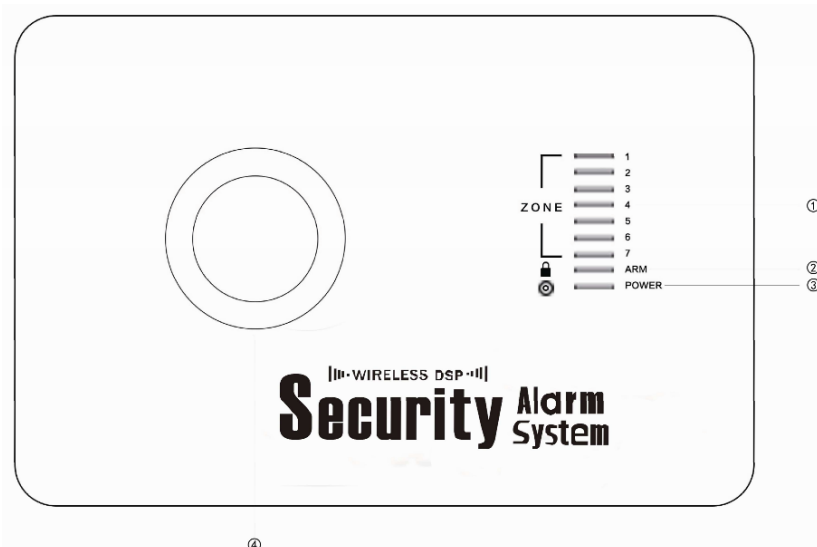 1
2
3
ZONE 4 ①
5
6
7
ARM ②
POWER ③
WIRELESS DSP
Security Alarm
System
④